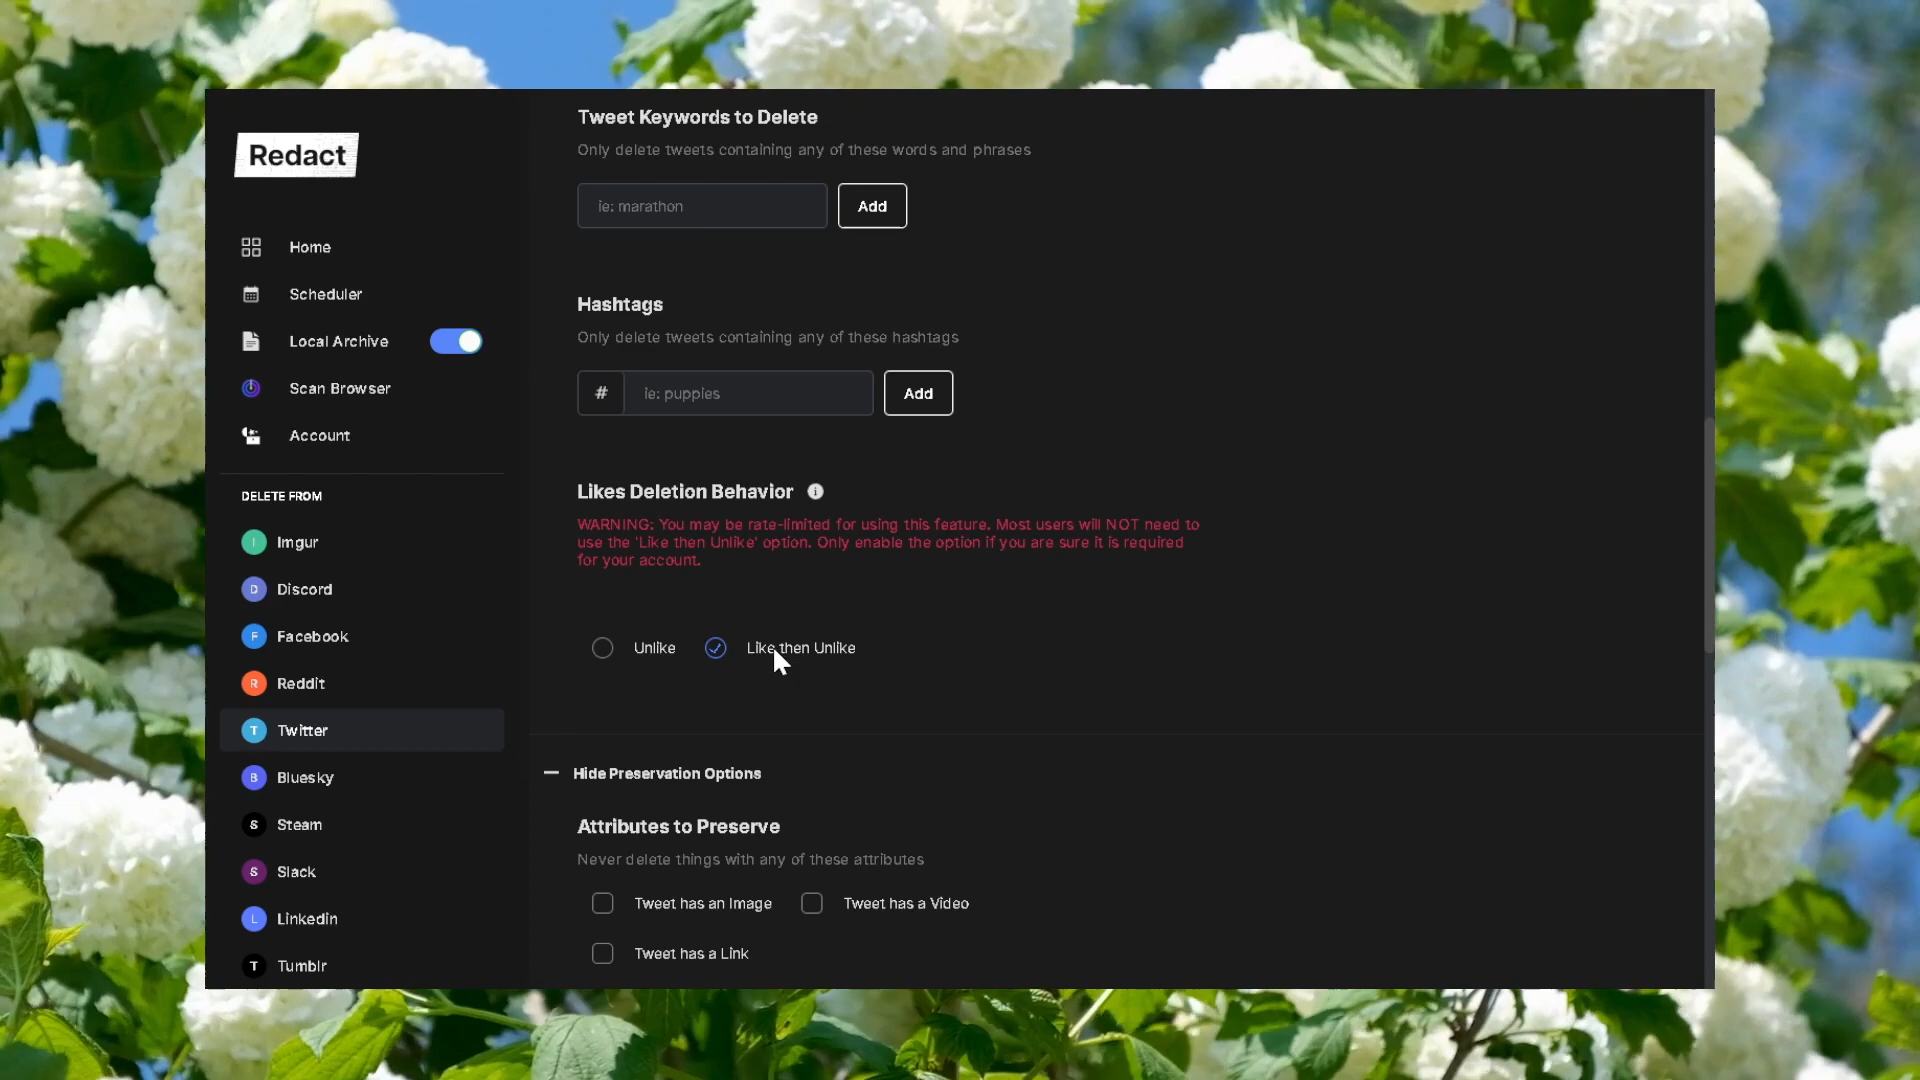 Redact
Home
Scheduler
Local Archive
Scan Browser
Account
DELETE FROM
I Imgur
D Discord
F Facebook
R Reddit
T Twitter
B Bluesky
S Steam
S Slack
L Linkedin
T Tumblr
Tweet Keywords to Delete
Only delete tweets containing any of these words and phrases
ie: marathon Add
Hashtags
Only delete tweets containing any of these hashtags
# ie: puppies Add
Likes Deletion Behavior i
WARNING: You may be rate-limited for using this feature. Most users will NOT need to
use the 'Like then Unlike' option. Only enable the option if you are sure it is required
for your account.
Unlike Like then Unlike
Hide Preservation Options
Attributes to Preserve
Never delete things with any of these attributes
Tweet has an Image Tweet has a Video
Tweet has a Link